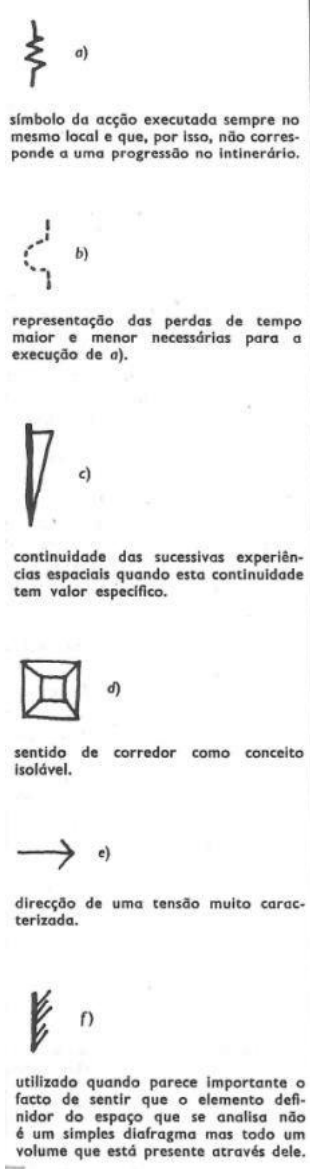 a)
símbolo da acção executada sempre no
mesmo local e que, por isso, não corres-
ponde a uma progressão no intinerário.
b)
representação das perdas de tempo
maior e menor necessárias para a
execução de a).
c)
continuidade das sucessivas experiên-
cias espaciais quando esta continuidade
tem valor específico.
d)
sentido de corredor como conceito
isolável.
e)
direcção de uma tensão muito carac-
terizada.
f)
utilizado quando parece importante o
facto de sentir que o elemento defi-
nidor do espaço que se analisa não
é um simples diafragma mas todo um
volume que está presente através dele.